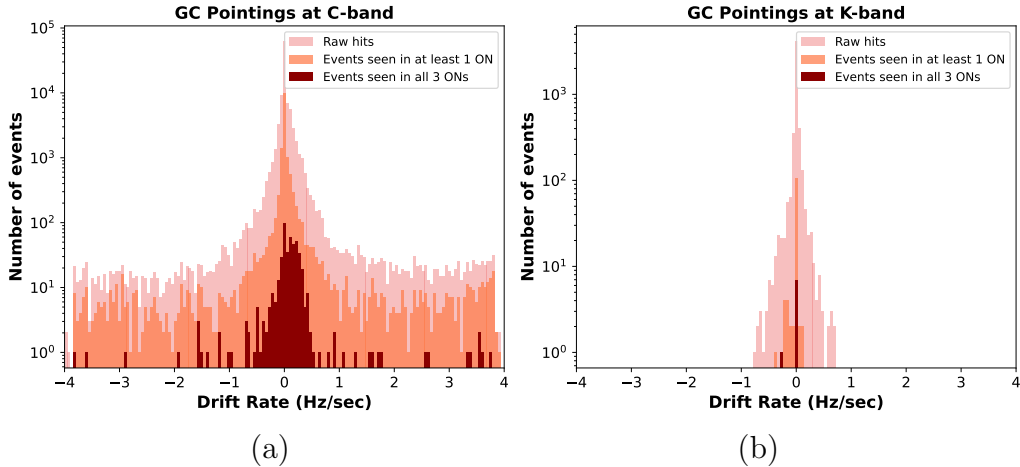 GC Pointings at C-band
Raw hits
Events seen in at least 1 ON
Events seen in all 3 ONs
Number of events
10^5
10^4
10^3
10^2
10^1
10^0
−4 −3 −2 −1 0 1 2 3 4
Drift Rate (Hz/sec)
(a)
GC Pointings at K-band
Raw hits
Events seen in at least 1 ON
Events seen in all 3 ONs
Number of events
10^3
10^2
10^1
10^0
−4 −3 −2 −1 0 1 2 3 4
Drift Rate (Hz/sec)
(b)